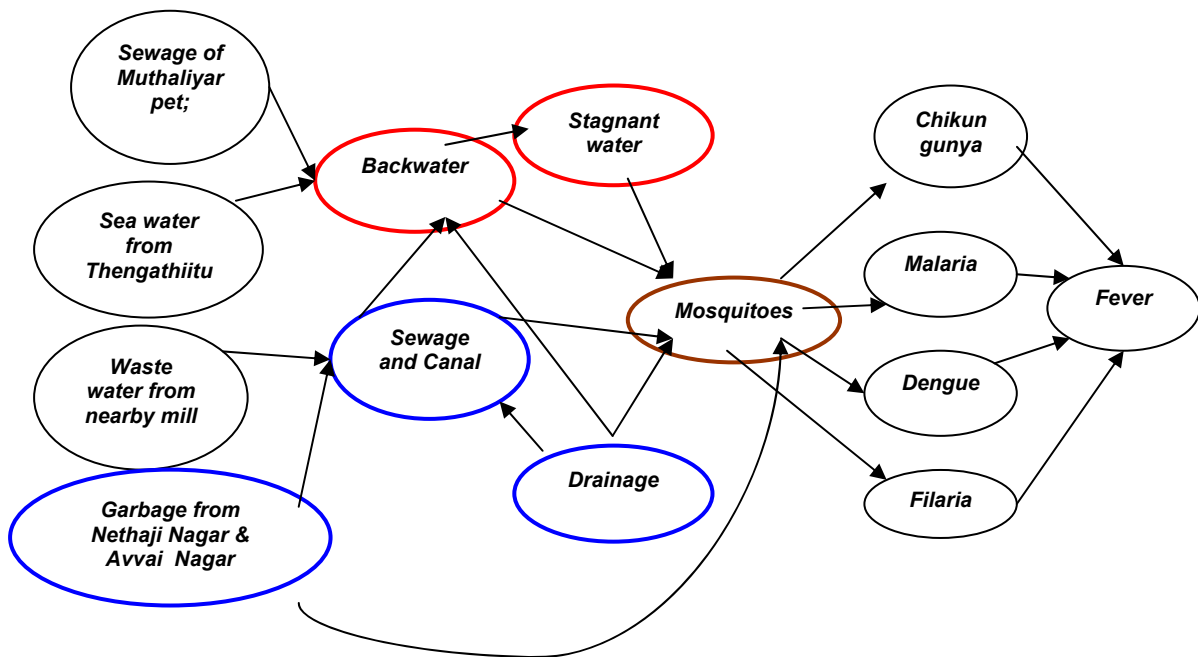 Sewage of
Muthaliyar
pet;
Stagnant
water
Chikun
gunya
Backwater
Sea water
from
Thengathiitu
Malaria
Mosquitoes
Fever
Sewage
and Canal
Waste
water from
nearby mill
Dengue
Drainage
Filaria
Garbage from
Nethaji Nagar &
Avvai Nagar